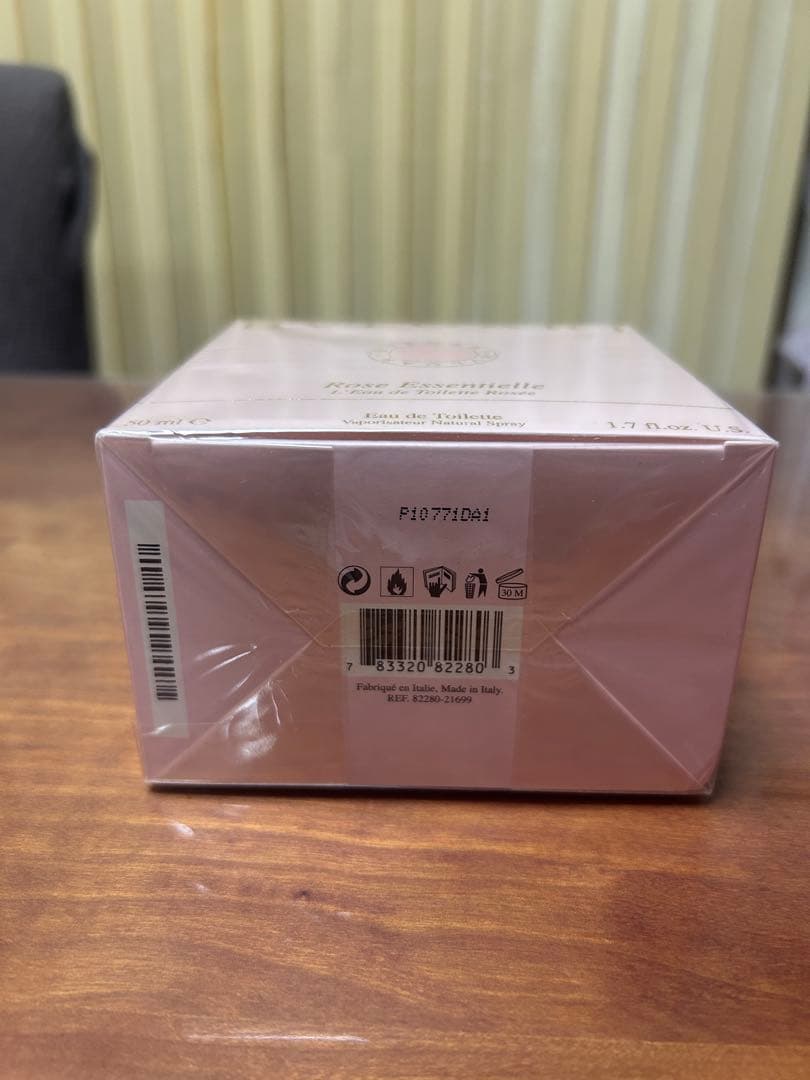 Rose Essentielle
L'Eau de Toilette Rosée
50 ml ℮
Eau de Toilette
Vaporisateur Natural Spray
1.7 fl.oz. U.S.
P10771DA1
30 M
7 83320 82280 3
Fabriqué en Italie, Made in Italy.
REF. 82280-21699